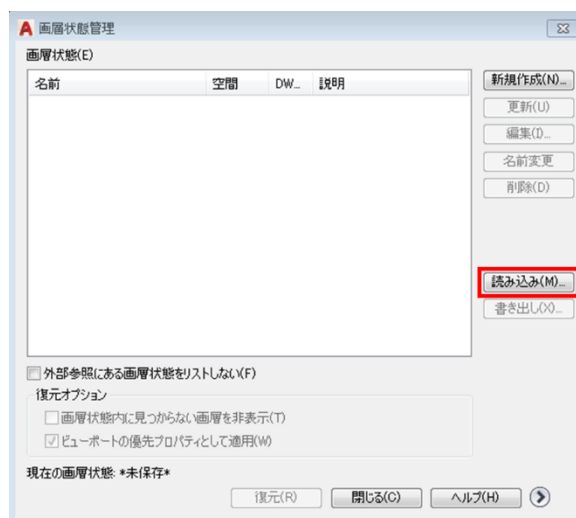 画層状態管理
画層状態(E)
名前 空間 DW... 説明
新規作成(N)...
更新(U)
編集(I)...
名前変更
削除(D)
読み込み(M)...
書き出し(X)...
外部参照にある画層状態をリストしない(F)
復元オプション
画層状態内に見つからない画層を非表示(T)
ビューポートの優先プロパティとして適用(W)
現在の画層状態: *未保存*
復元(R) 閉じる(C) ヘルプ(H)